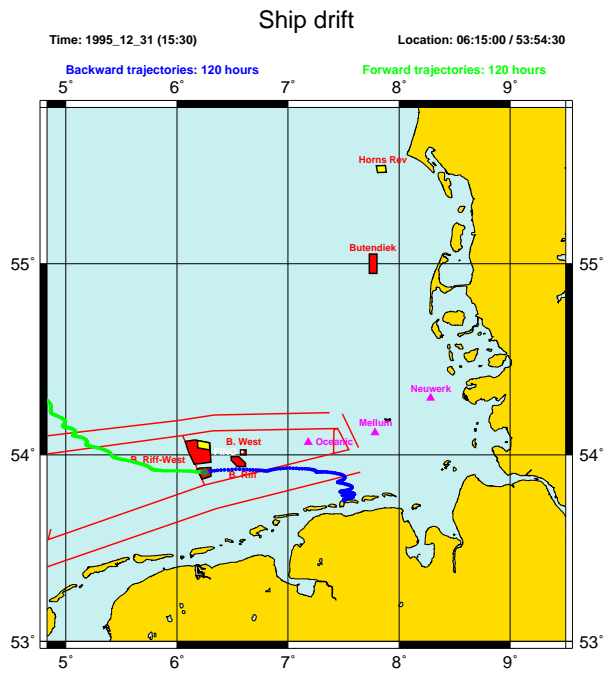 Ship drift
Time: 1995_12_31 (15:30)
Location: 06:15:00 / 53:54:30
Backward trajectories: 120 hours
Forward trajectories: 120 hours
5˚ 6˚ 7˚ 8˚ 9˚
Horns Rev
Butendiek
55˚ 55˚
Neuwerk
Mellum
B. West
Oceanic
54˚ 54˚
B. Riff-West
B. Riff
53˚ 53˚
5˚ 6˚ 7˚ 8˚ 9˚